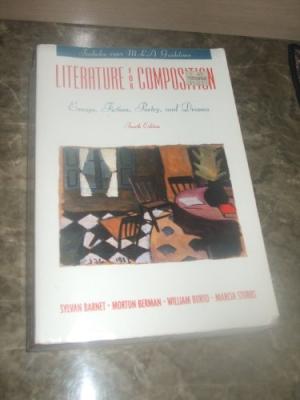 Includes 1995 MLA Guidelines
LITERATURE FOR COMPOSITION
Essays, Fiction, Poetry, and Drama
Fourth Edition
SYLVAN BARNET • MORTON BERMAN • WILLIAM BURTO • MARCIA STUBBS